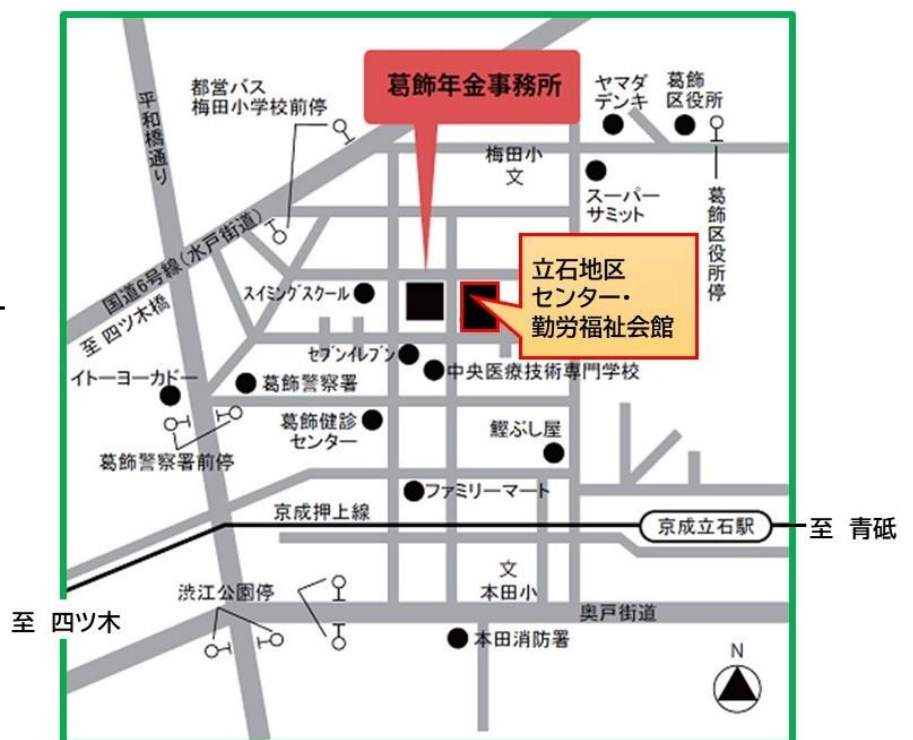 葛飾年金事務所
都営バス
梅田小学校前停
平和橋通り
ヤマダ
デンキ
葛飾
区役所
梅田小
文
スーパー
サミット
葛飾区役所停
国道6号線(水戸街道)
至 四ツ木橋
スイミングスクール
立石地区
センター・
勤労福祉会館
セブンイレブン
中央医療技術専門学校
イトーヨーカドー
葛飾警察署
葛飾健診
センター
鰹ぶし屋
葛飾警察署前停
ファミリーマート
京成押上線
京成立石駅
至 青砥
渋江公園停
文
本田小
至 四ツ木
奥戸街道
本田消防署
N